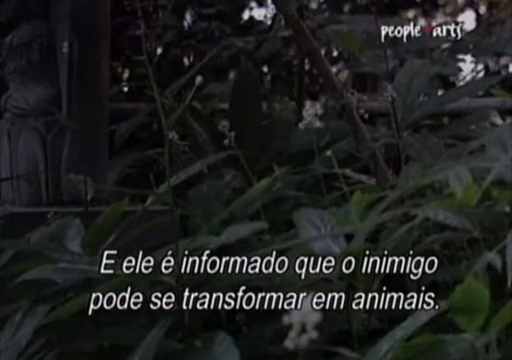 people+arts
E ele é informado que o inimigo
pode se transformar em animais.